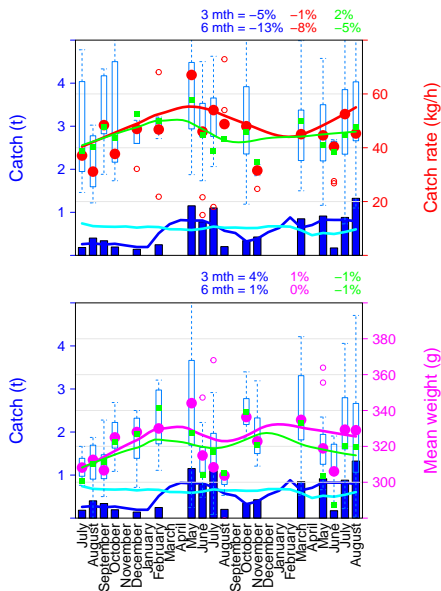 3 mth = −5% −1% 2%
6 mth = −13% −8% −5%
Catch (t)
5
4
3
2
1
Catch rate (kg/h)
60
40
20
3 mth = 4% 1% −1%
6 mth = 1% 0% −1%
Catch (t)
4
3
2
1
Mean weight (g)
380
360
340
320
300
July
August
September
October
November
December
January
February
March
April
May
June
July
August
September
October
November
December
January
February
March
April
May
June
July
August